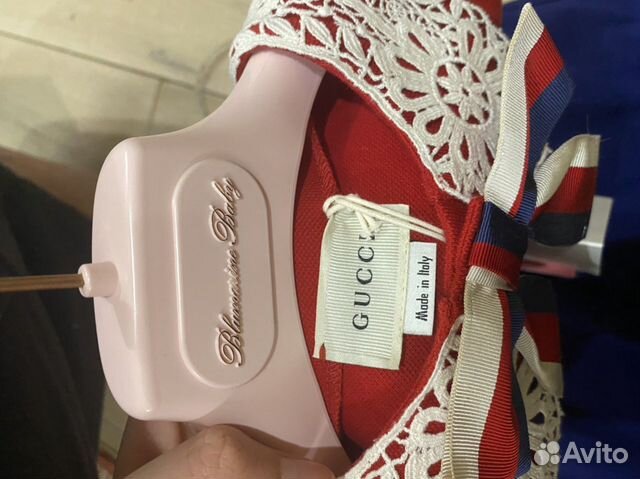 Blumarine Baby
GUCCI
Made in Italy
Avito